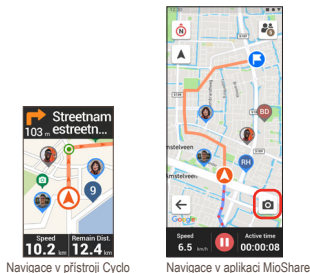 Streetnam
estreetn...
103 m
9
Speed
10.2 km
Remain Dist.
12.4 km
Navigace v přístroji Cyclo
N
BD
mstelveen
RH
Amstelveen
Google
Speed
6.5 km/h
Active time
00:00:08
Navigace v aplikaci MioShare